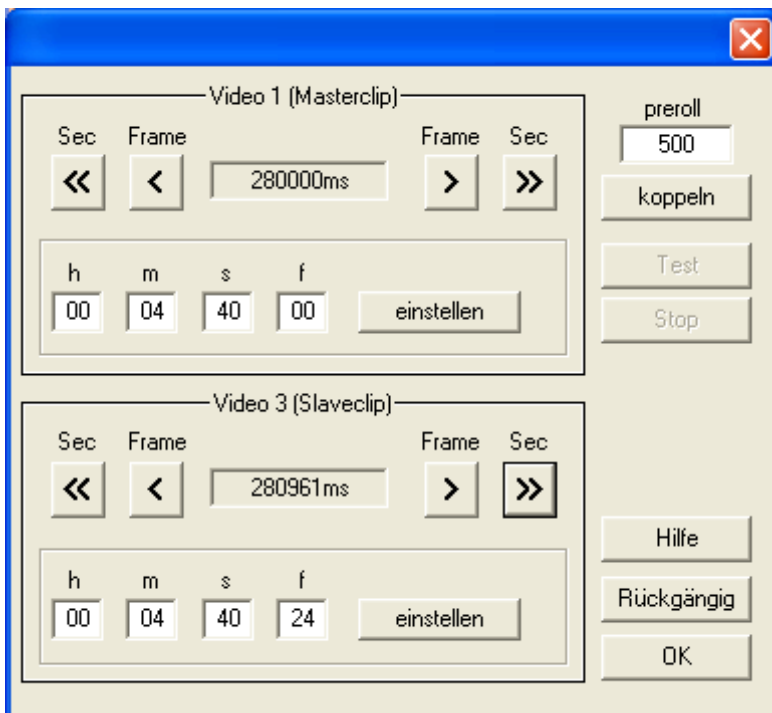 Video 1 (Masterclip)
Sec Frame Frame Sec
<< < 280000ms > >>
h m s f
00 04 40 00 einstellen
preroll
500
koppeln
Test
Stop
Video 3 (Slaveclip)
Sec Frame Frame Sec
<< < 280961ms > >>
h m s f
00 04 40 24 einstellen
Hilfe
Rückgängig
OK